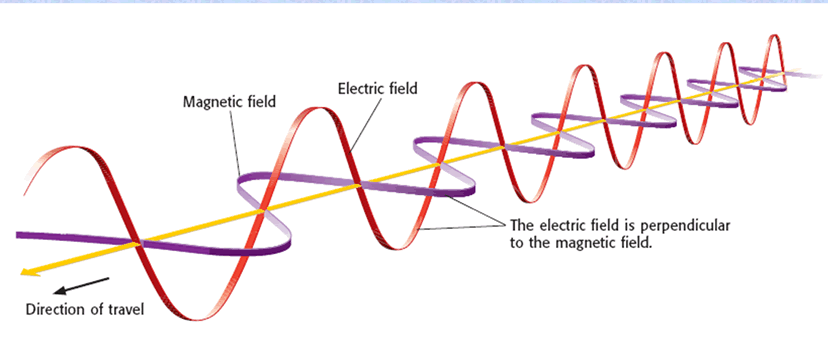 Magnetic field
Electric field
The electric field is perpendicular
to the magnetic field.
Direction of travel